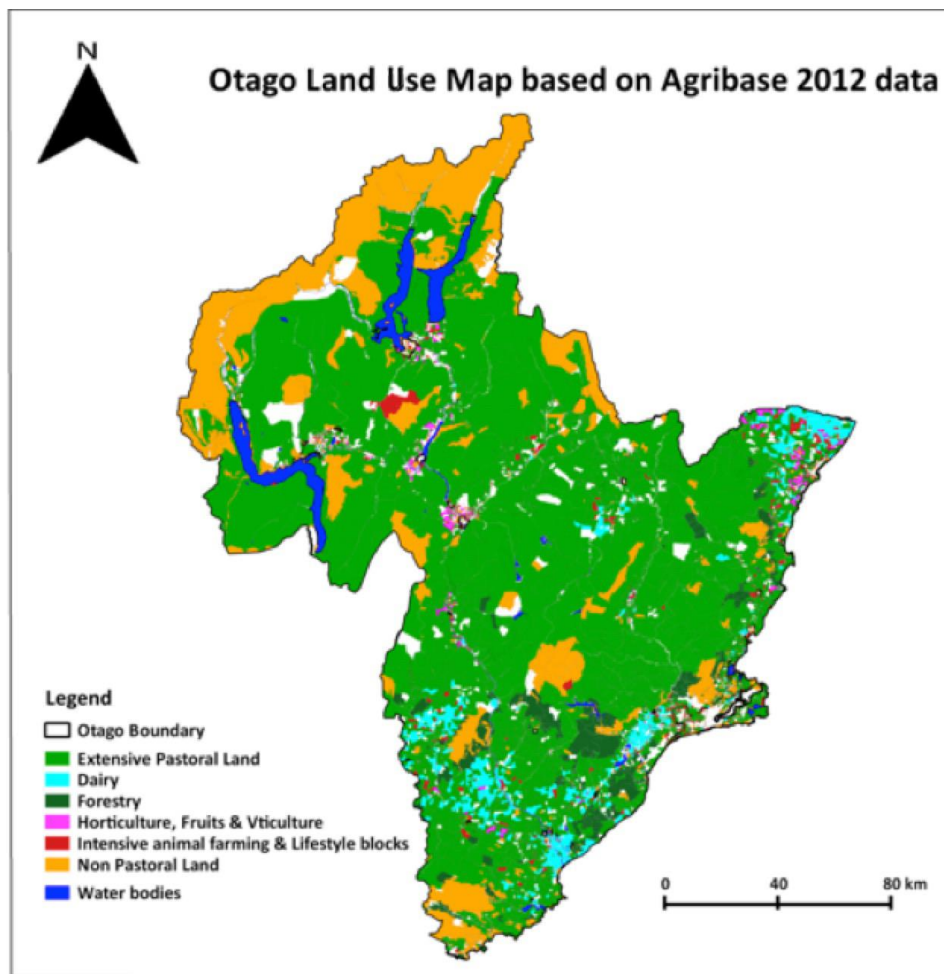 N
Otago Land Use Map based on Agribase 2012 data
Legend
Otago Boundary
Extensive Pastoral Land
Dairy
Forestry
Horticulture, Fruits & Vticulture
Intensive animal farming & Lifestyle blocks
Non Pastoral Land
Water bodies
0 40 80 km